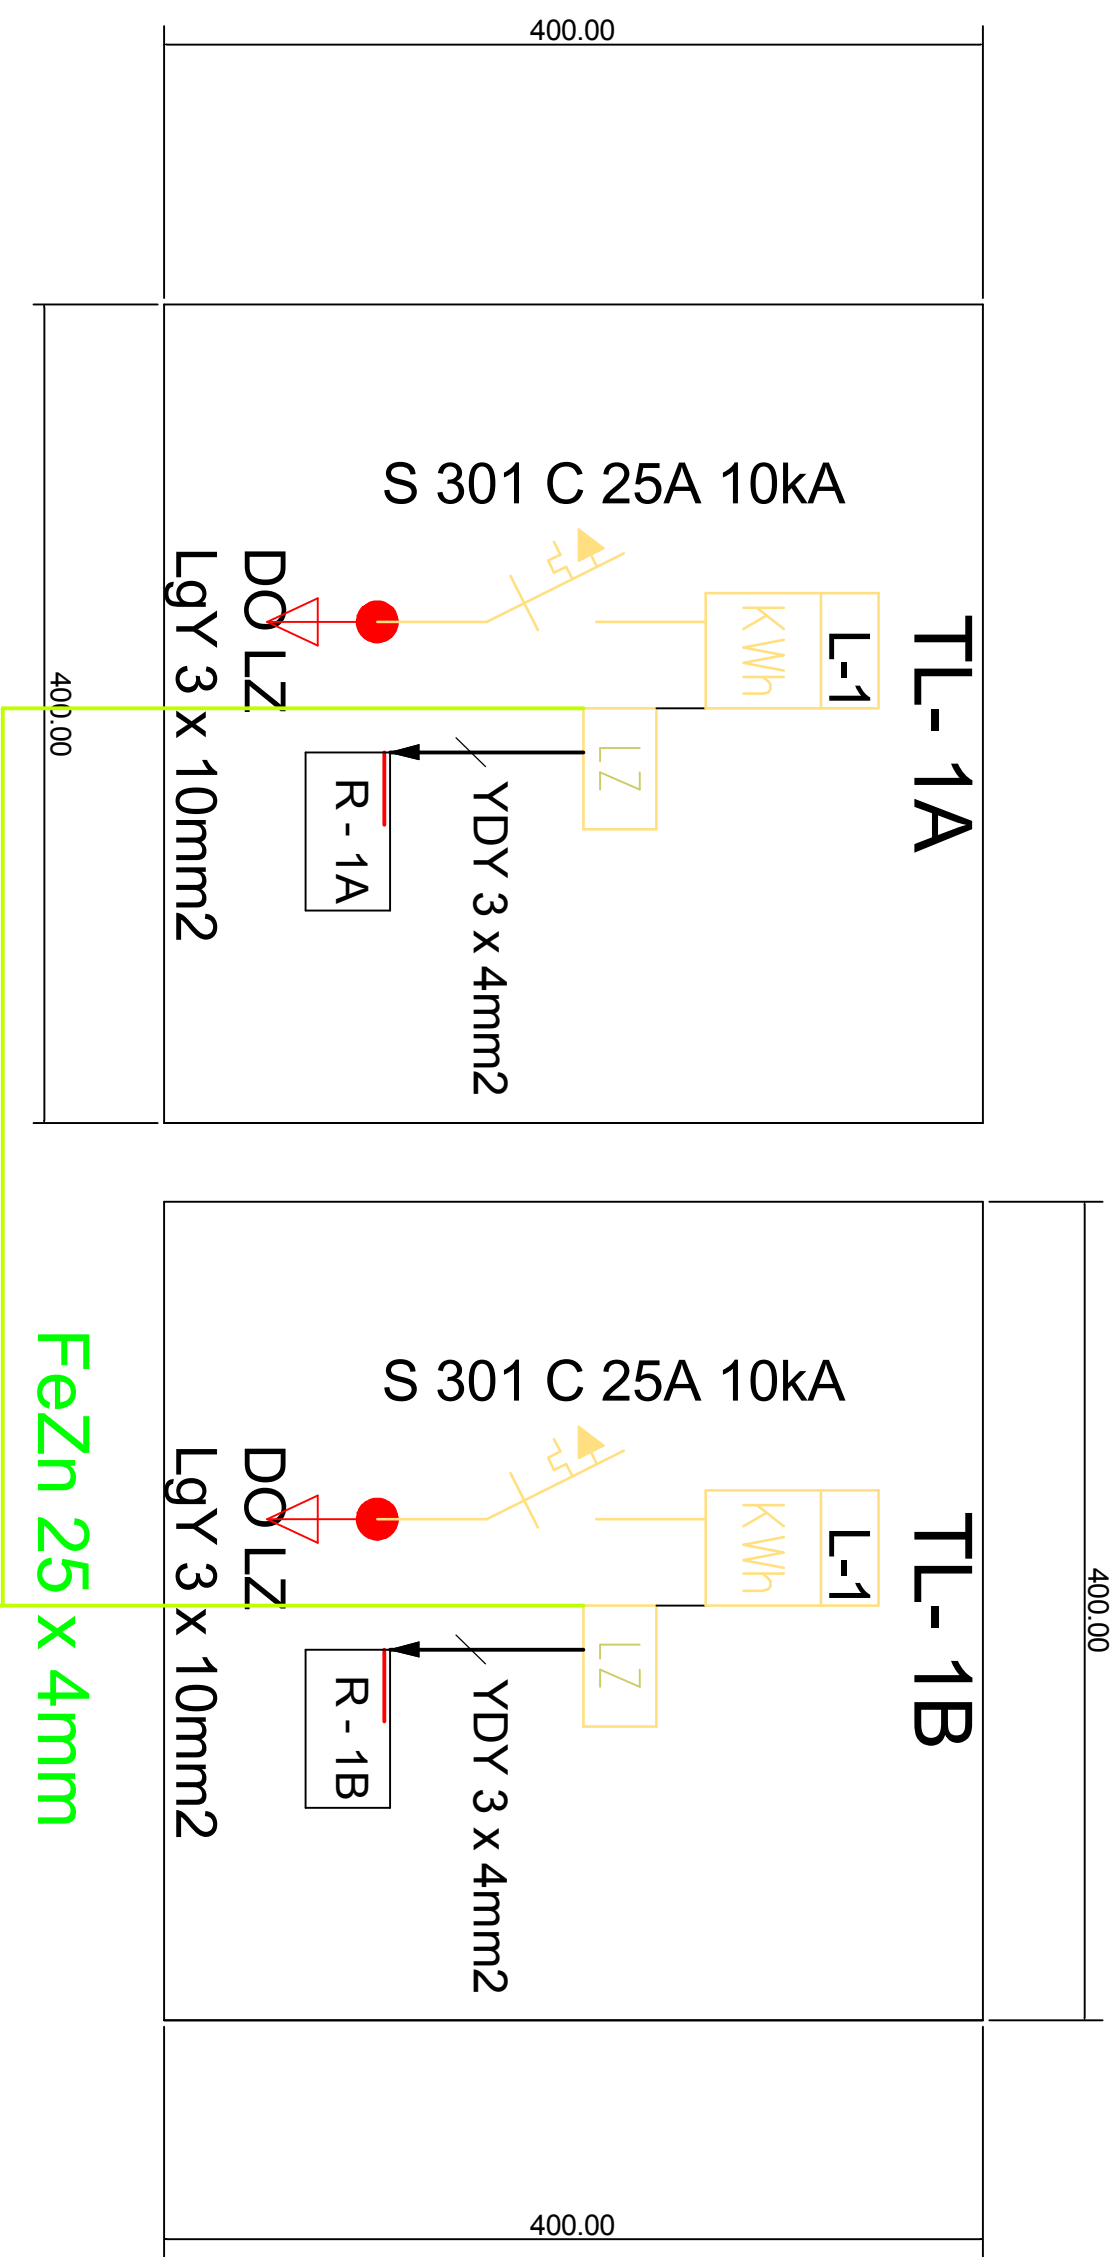 400.00
TL- 1A
L-1
KWh
S 301 C 25A 10kA
LZ
YDY 3 x 4mm2
R - 1A
DO LZ
LgY 3 x 10mm2
400.00
TL- 1B
L-1
KWh
S 301 C 25A 10kA
LZ
YDY 3 x 4mm2
R - 1B
DO LZ
LgY 3 x 10mm2
400.00
FeZn 25 x 4mm
400.00